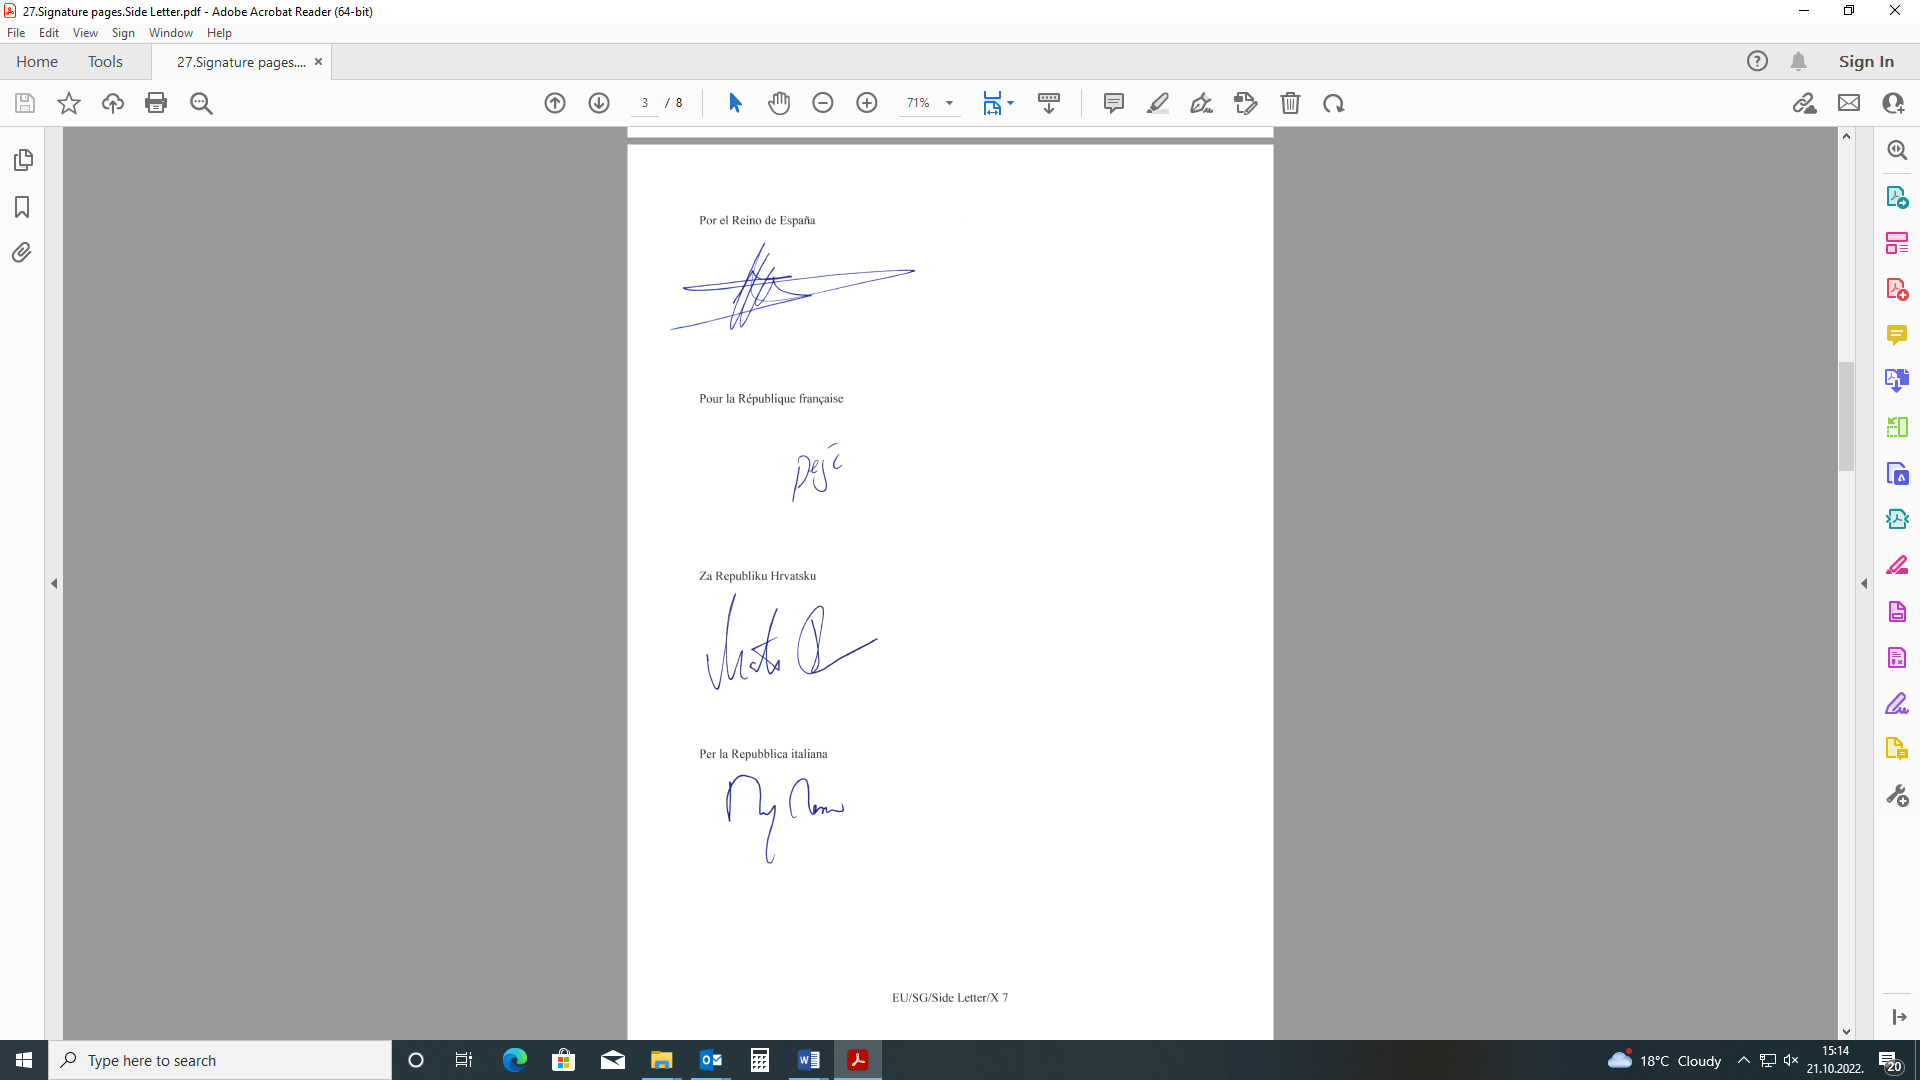 27.Signature pages.Side Letter.pdf - Adobe Acrobat Reader (64-bit)
File Edit View Sign Window Help
Home Tools 27.Signature pages.... × Sign In
3 / 8 71%
Por el Reino de España
Pour la République française
Za Republiku Hrvatsku
Per la Repubblica italiana
EU/SG/Side Letter/X 7
Type here to search
18°C Cloudy
15:14
21.10.2022.
20